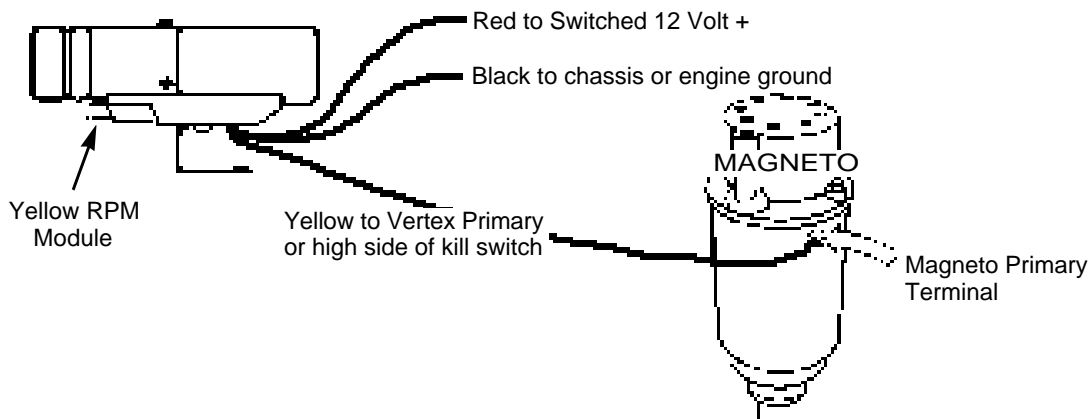 Red to Switched 12 Volt +
Black to chassis or engine ground
MAGNETO
Yellow RPM
Module
Yellow to Vertex Primary
or high side of kill switch
Magneto Primary
Terminal